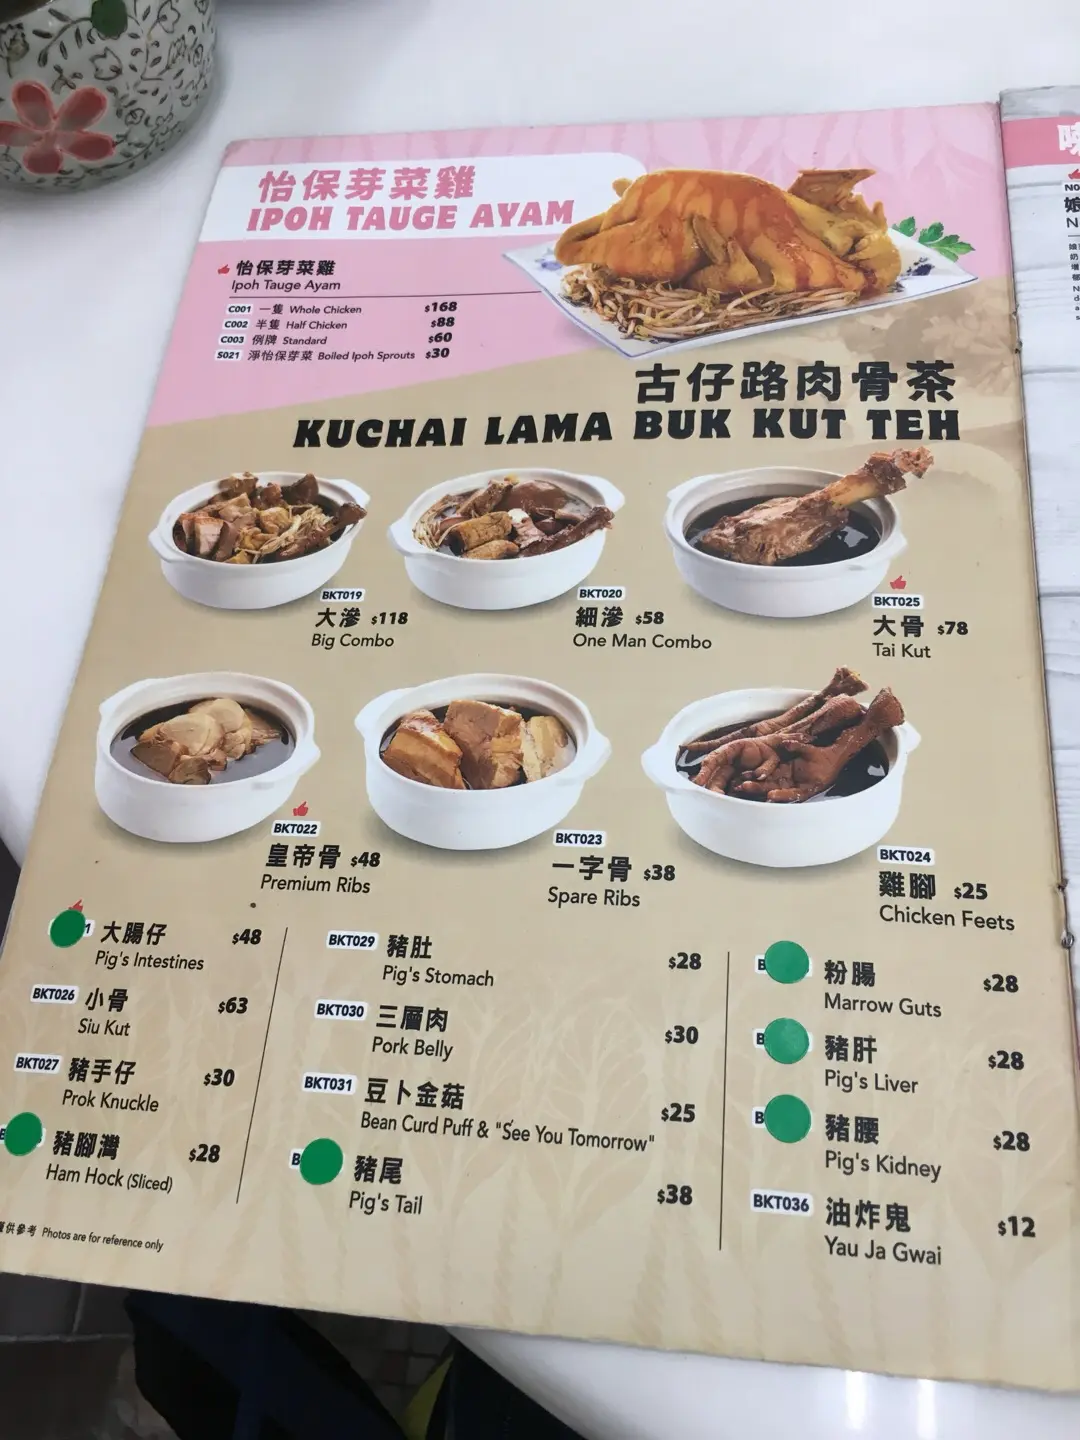 怡保芽菜雞
IPOH TAUGE AYAM
怡保芽菜雞
Ipoh Tauge Ayam
C001 一隻 Whole Chicken $168
C002 半隻 Half Chicken $88
C003 例牌 Standard $60
S021 淨怡保芽菜 Boiled Ipoh Sprouts $30
古仔路肉骨茶
KUCHAI LAMA BUK KUT TEH
BKT019
大滲 $118
Big Combo
BKT020
細滲 $58
One Man Combo
BKT025
大骨 $78
Tai Kut
BKT022
皇帝骨 $48
Premium Ribs
BKT023
一字骨 $38
Spare Ribs
BKT024
雞腳 $25
Chicken Feets
大腸仔 $48
Pig's Intestines
BKT026 小骨 $63
Siu Kut
BKT027 豬手仔 $30
Prok Knuckle
豬腳灣 $28
Ham Hock (Sliced)
BKT029 豬肚 $28
Pig's Stomach
BKT030 三層肉 $30
Pork Belly
BKT031 豆卜金菇 $25
Bean Curd Puff & "See You Tomorrow"
豬尾 $38
Pig's Tail
粉腸 $28
Marrow Guts
豬肝 $28
Pig's Liver
豬腰 $28
Pig's Kidney
BKT036 油炸鬼 $12
Yau Ja Gwai
供參考 Photos are for reference only